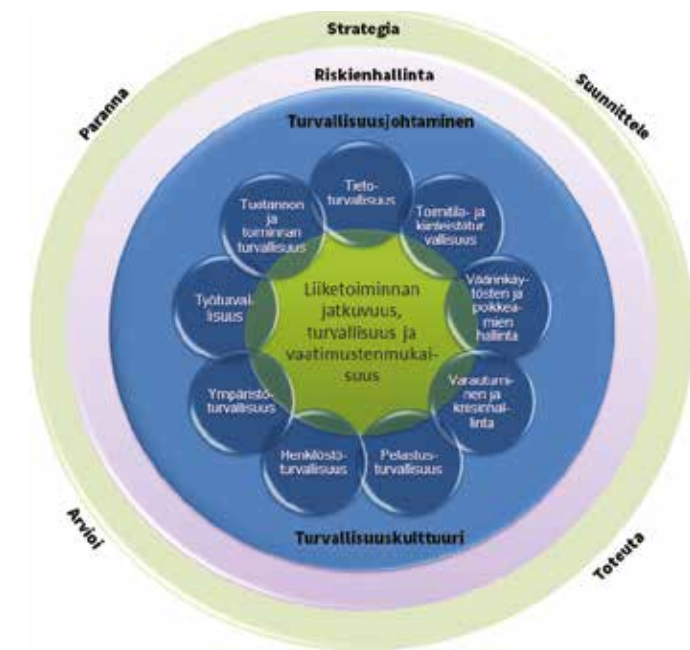 Strategia
Suunnittele
Toteuta
Arvioi
Paranna
Riskienhallinta
Turvallisuusjohtaminen
Tieto-
turvallisuus
Toimitila- ja
kiinteistötur
vallisuus
Väärinkäy-
tösten ja
poikkea-
mien
hallinta
Varautumi-
nen ja
kriisinhal-
linta
Pelastus-
turvallisuus
Henkilöstö-
turvallisuus
Ympäristö-
turvallisuus
Työturval-
lisuus
Tuotannon
ja
toiminnan
turvallisuus
Liiketoiminnan
jatkuvuus,
turvallisuus ja
vaatimustenmukai-
suus
Turvallisuuskulttuuri